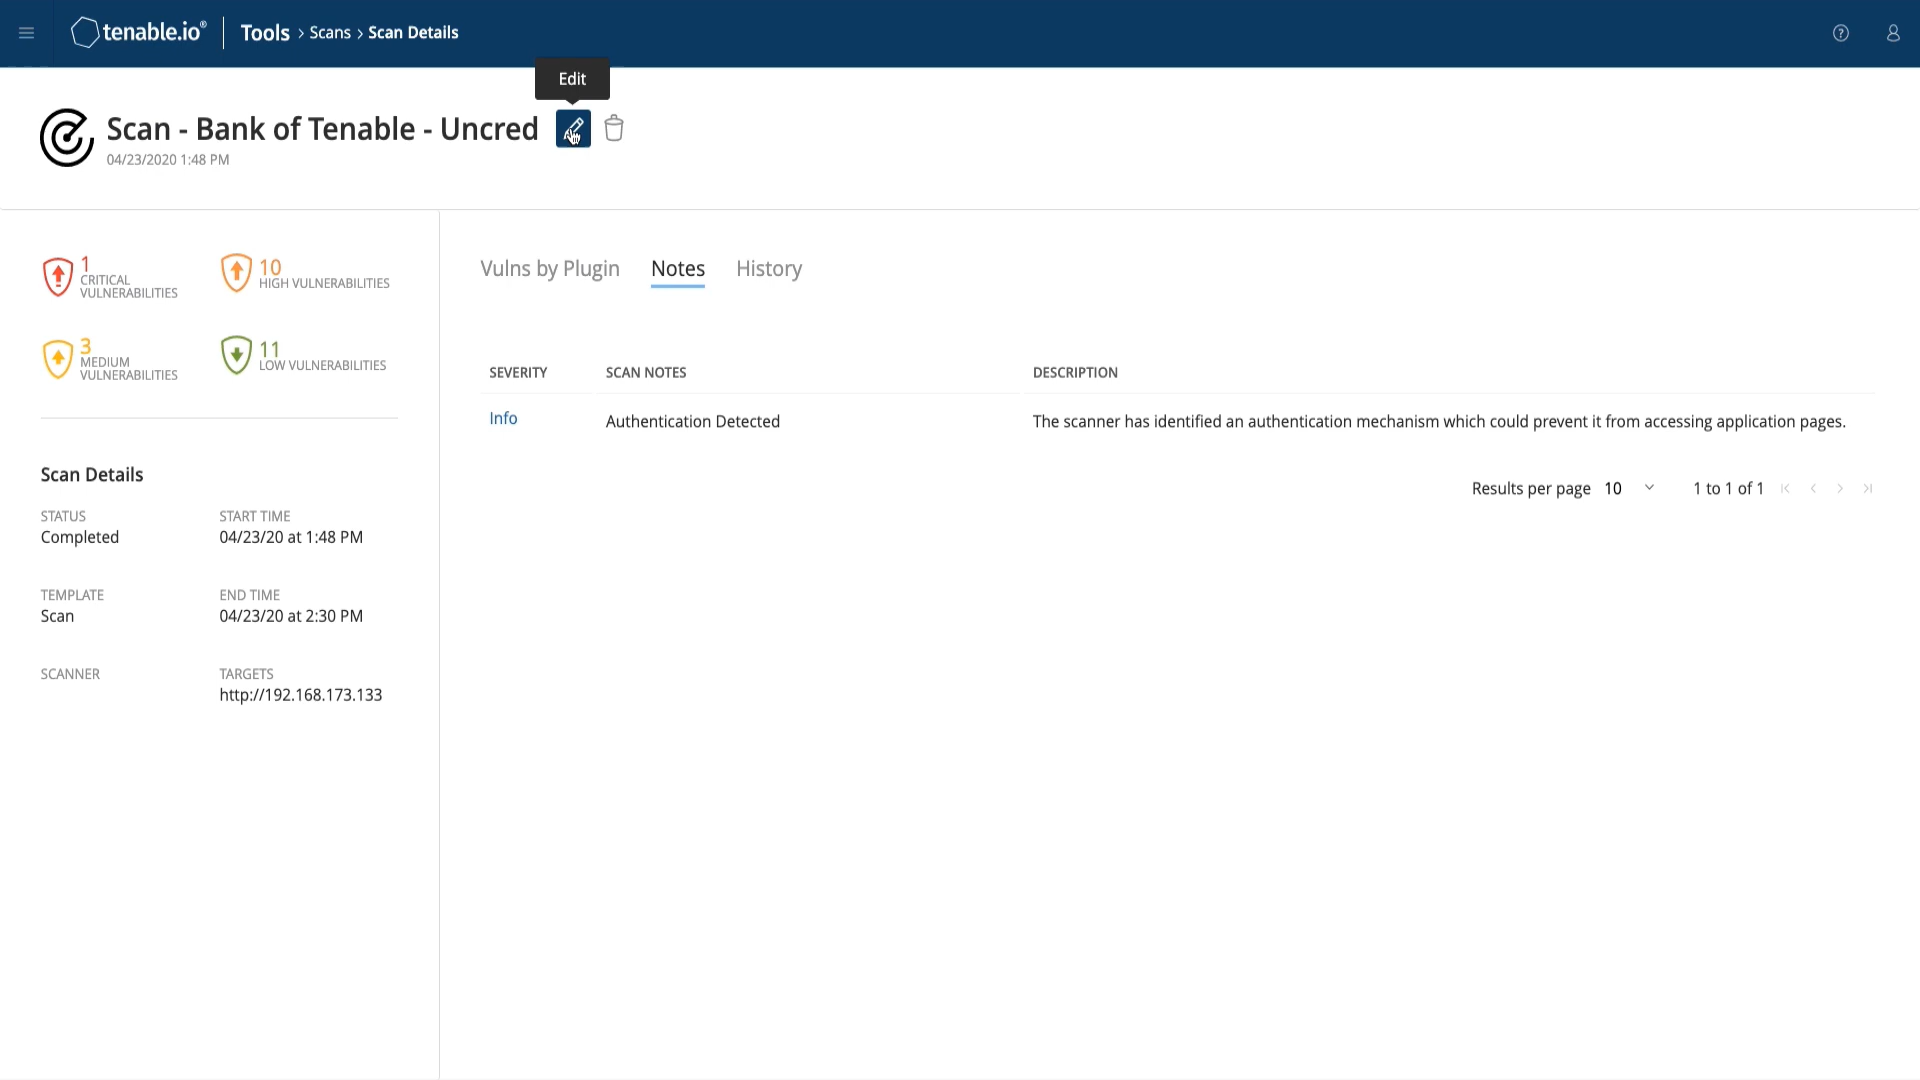 tenable.io® Tools › Scans › Scan Details
Edit
Scan - Bank of Tenable - Uncred
04/23/2020 1:48 PM
1
CRITICAL
VULNERABILITIES
10
HIGH VULNERABILITIES
3
MEDIUM
VULNERABILITIES
11
LOW VULNERABILITIES
Scan Details
STATUS
Completed
START TIME
04/23/20 at 1:48 PM
TEMPLATE
Scan
END TIME
04/23/20 at 2:30 PM
SCANNER
TARGETS
http://192.168.173.133
Vulns by Plugin Notes History
SEVERITY SCAN NOTES DESCRIPTION
Info Authentication Detected The scanner has identified an authentication mechanism which could prevent it from accessing application pages.
Results per page 10 1 to 1 of 1